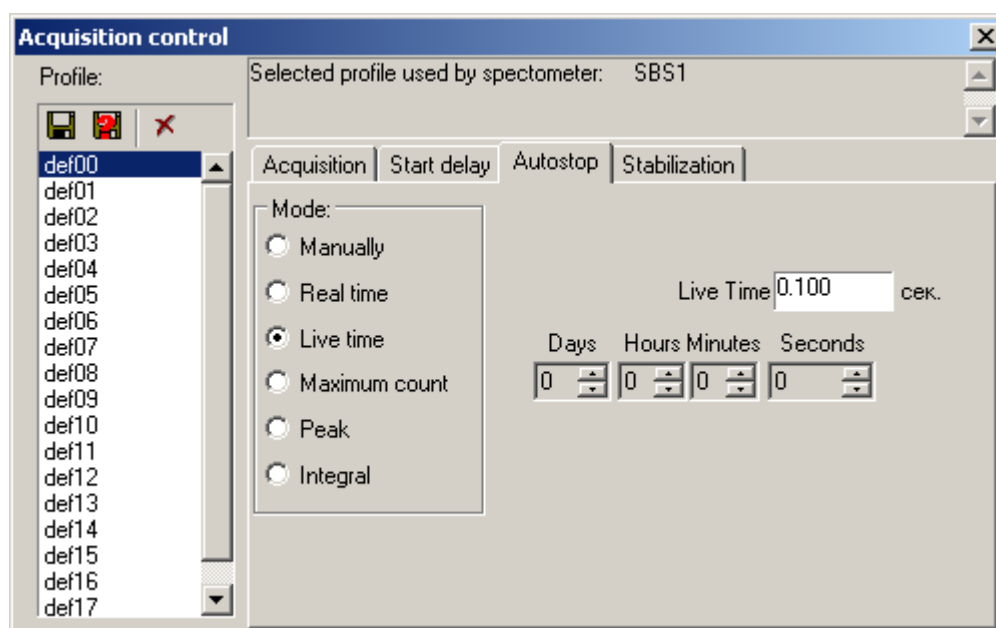 Acquisition control
Profile:
Selected profile used by spectometer: SBS1
def00
def01
def02
def03
def04
def05
def06
def07
def08
def09
def10
def11
def12
def13
def14
def15
def16
def17
Acquisition Start delay Autostop Stabilization
Mode:
Manually
Real time
Live time
Maximum count
Peak
Integral
Live Time 0.100 сек.
Days Hours Minutes Seconds
0 0 0 0